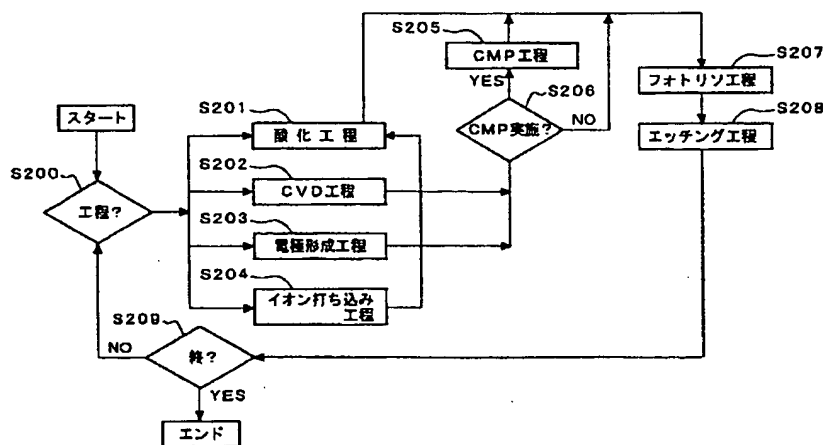 S205
CMP工程
YES
S207
フォトリソ工程
S206
S201
スタート
酸化工程
CMP実施?
NO
S208
エッチング工程
S200
S202
工程?
CVD工程
S203
電極形成工程
S204
イオン打ち込み
工程
S209
NO
終?
YES
エンド